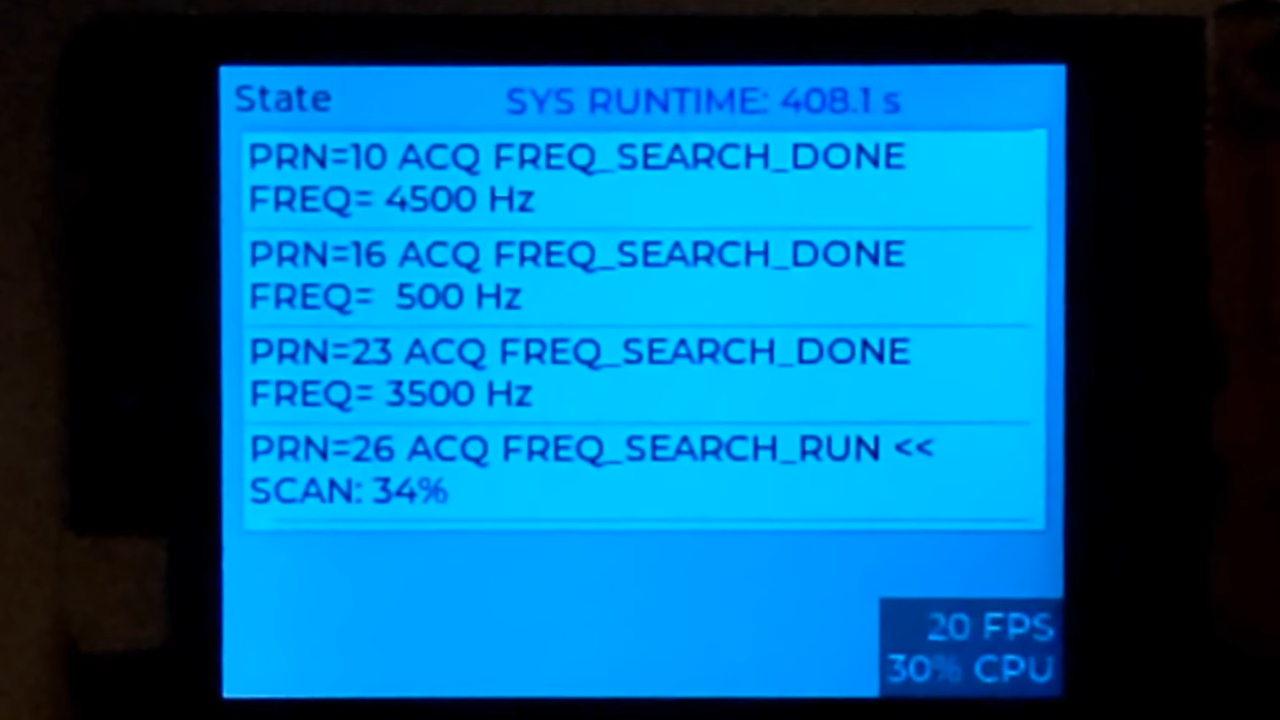 State
SYS RUNTIME: 408.1 s
PRN=10 ACQ FREQ_SEARCH_DONE
FREQ= 4500 Hz
PRN=16 ACQ FREQ_SEARCH_DONE
FREQ=  500 Hz
PRN=23 ACQ FREQ_SEARCH_DONE
FREQ= 3500 Hz
PRN=26 ACQ FREQ_SEARCH_RUN <<
SCAN: 34%
20 FPS
30% CPU